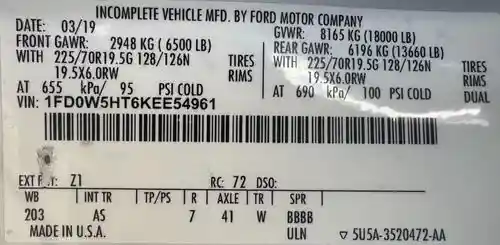 INCOMPLETE VEHICLE MFD. BY FORD MOTOR COMPANY
DATE: 03/19
GVWR: 8165 KG (18000 LB)
FRONT GAWR: 2948 KG (6500 LB)
REAR GAWR: 6196 KG (13660 LB)
WITH 225/70R19.5G 128/126N TIRES
WITH 225/70R19.5G 128/126N TIRES
19.5X6.0RW RIMS
19.5X6.0RW RIMS
AT 655 kPa/ 95 PSI COLD
AT 690 kPa/ 100 PSI COLD DUAL
VIN: 1FD0W5HT6KEE54961
EXT Z1 RC: 72 DSO:
WB INT TR TP/PS R AXLE TR SPR
203 AS 7 41 W BBBB
MADE IN U.S.A. ULN ▽ 5U5A-3520472-AA